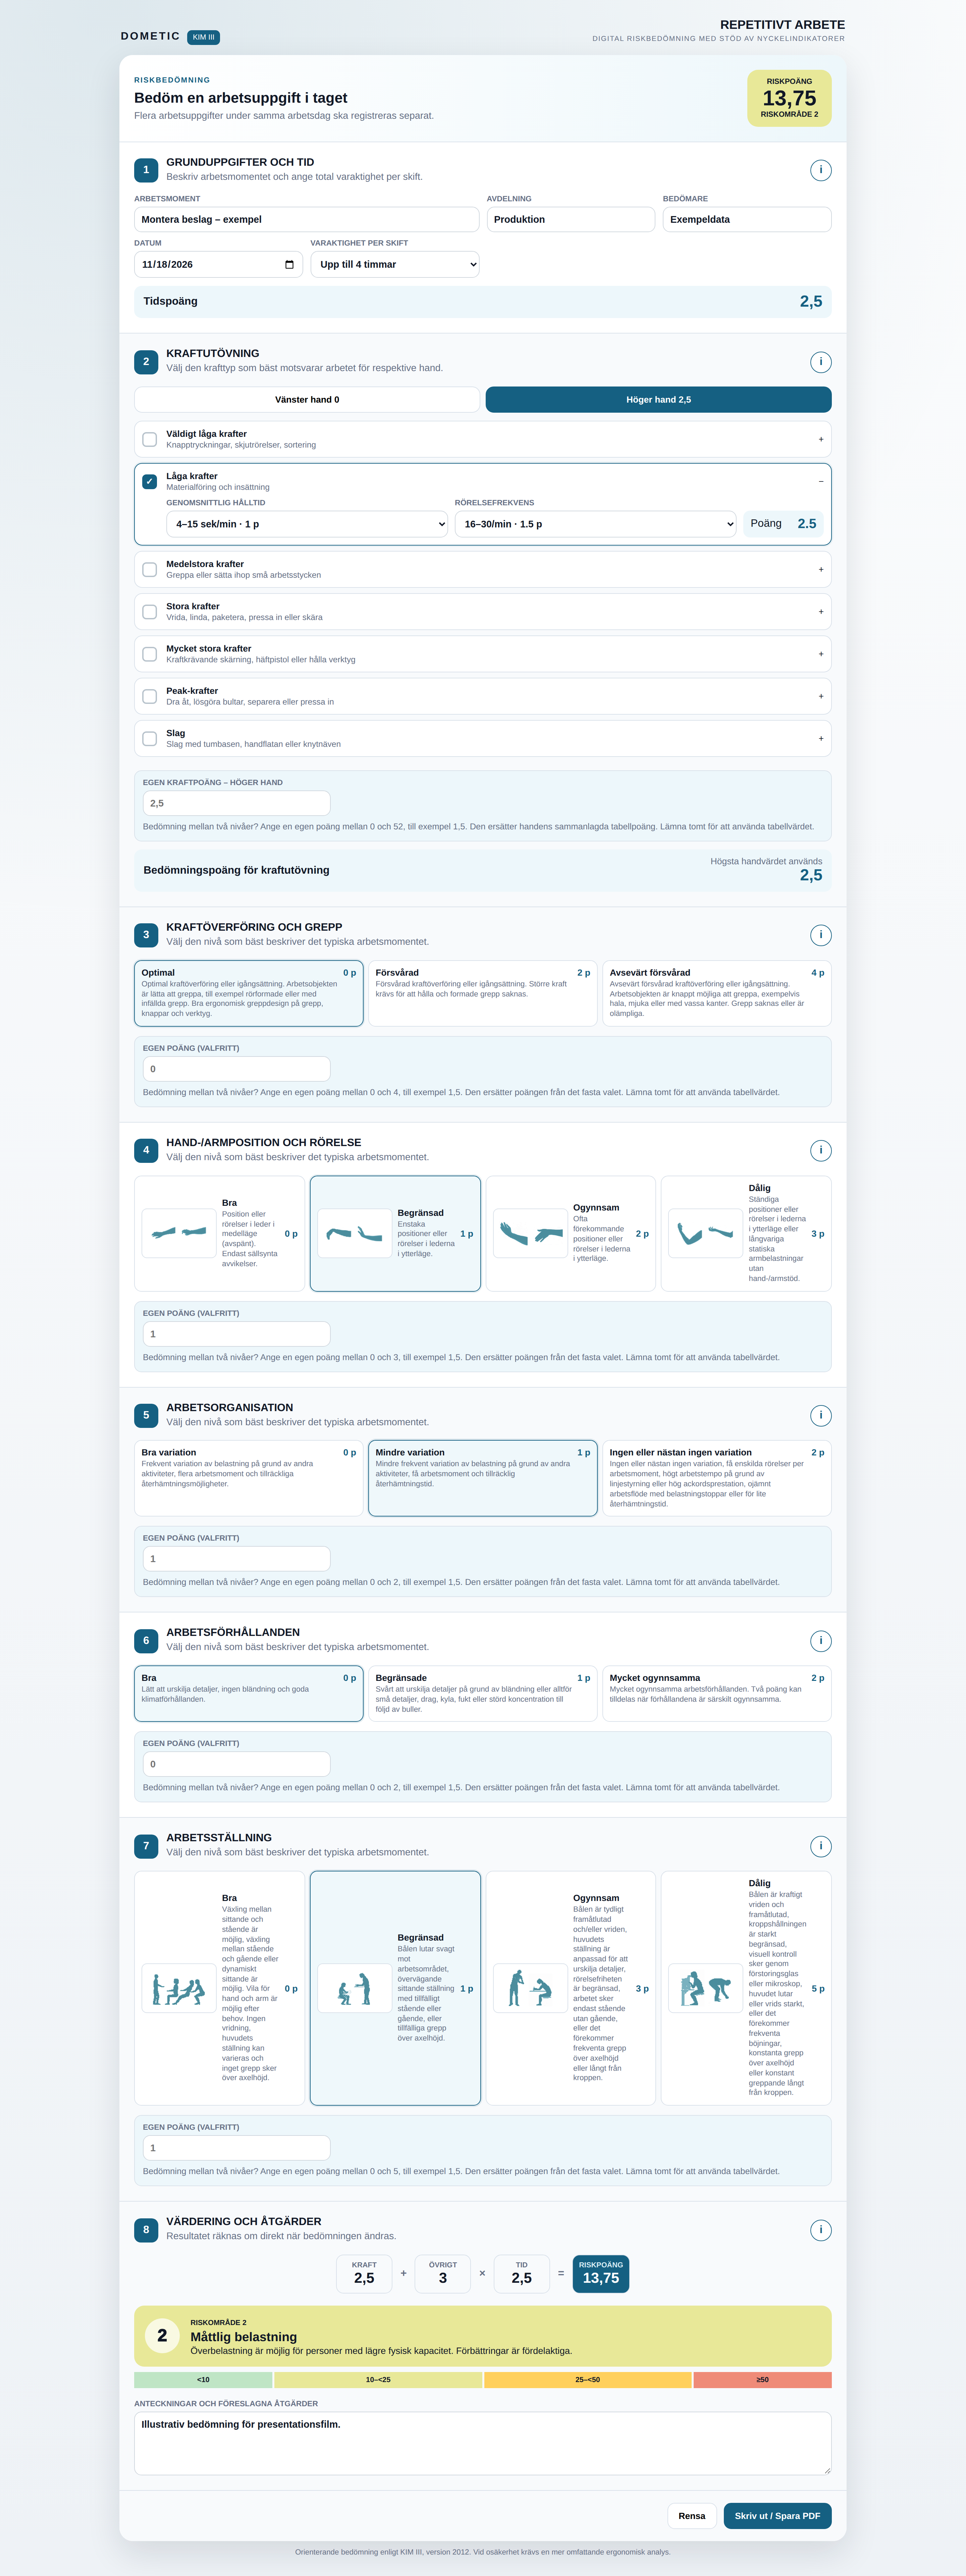 DOMETIC KIM III
REPETITIVT ARBETE
DIGITAL RISKBEDÖMNING MED STÖD AV NYCKELINDIKATORER
RISKBEDÖMNING
Bedöm en arbetsuppgift i taget
Flera arbetsuppgifter under samma arbetsdag ska registreras separat.
RISKPOÄNG
13,75
RISKOMRÅDE 2
1
GRUNDUPPGIFTER OCH TID
Beskriv arbetsmomentet och ange total varaktighet per skift.
i
ARBETSMOMENT
Montera beslag – exempel
AVDELNING
Produktion
BEDÖMARE
Exempeldata
DATUM
11/18/2026
VARAKTIGHET PER SKIFT
Upp till 4 timmar
Tidspoäng 2,5
2
KRAFTUTÖVNING
Välj den krafttyp som bäst motsvarar arbetet för respektive hand.
i
Vänster hand 0
Höger hand 2,5
Väldigt låga krafter
Knapptryckningar, skjutrörelser, sortering
+
✓
Låga krafter
Materialföring och insättning
−
GENOMSNITTLIG HÅLLTID
4–15 sek/min · 1 p
RÖRELSEFREKVENS
16–30/min · 1.5 p
Poäng 2.5
Medelstora krafter
Greppa eller sätta ihop små arbetsstycken
+
Stora krafter
Vrida, linda, paketera, pressa in eller skära
+
Mycket stora krafter
Kraftkrävande skärning, häftpistol eller hålla verktyg
+
Peak-krafter
Dra åt, lösgöra bultar, separera eller pressa in
+
Slag
Slag med tumbasen, handflatan eller knytnäven
+
EGEN KRAFTPOÄNG – HÖGER HAND
2,5
Bedömning mellan två nivåer? Ange en egen poäng mellan 0 och 52, till exempel 1,5. Den ersätter handens sammanlagda tabellpoäng. Lämna tomt för att använda tabellvärdet.
Bedömningspoäng för kraftutövning
Högsta handvärdet används
2,5
3
KRAFTÖVERFÖRING OCH GREPP
Välj den nivå som bäst beskriver det typiska arbetsmomentet.
i
Optimal 0 p
Optimal kraftöverföring eller igångsättning. Arbetsobjekten
är lätta att greppa, till exempel rörformade eller med
infällda grepp. Bra ergonomisk greppdesign på grepp,
knappar och verktyg.
Försvårad 2 p
Försvårad kraftöverföring eller igångsättning. Större kraft
krävs för att hålla och formade grepp saknas.
Avsevärt försvårad 4 p
Avsevärt försvårad kraftöverföring eller igångsättning.
Arbetsobjekten är knappt möjliga att greppa, exempelvis
hala, mjuka eller med vassa kanter. Grepp saknas eller är
olämpliga.
EGEN POÄNG (VALFRITT)
0
Bedömning mellan två nivåer? Ange en egen poäng mellan 0 och 4, till exempel 1,5. Den ersätter poängen från det fasta valet. Lämna tomt för att använda tabellvärdet.
4
HAND-/ARMPOSITION OCH RÖRELSE
Välj den nivå som bäst beskriver det typiska arbetsmomentet.
i
Bra
Position eller
rörelser i leder i
medelläge
(avspänt).
Endast sällsynta
avvikelser.
0 p
Begränsad
Enstaka
positioner eller
rörelser i lederna
i ytterläge.
1 p
Ogynnsam
Ofta
förekommande
positioner eller
rörelser i lederna
i ytterläge.
2 p
Dålig
Ständiga
positioner eller
rörelser i lederna
i ytterläge eller
långvariga
statiska
armbelastningar
utan
hand-/armstöd.
3 p
EGEN POÄNG (VALFRITT)
1
Bedömning mellan två nivåer? Ange en egen poäng mellan 0 och 3, till exempel 1,5. Den ersätter poängen från det fasta valet. Lämna tomt för att använda tabellvärdet.
5
ARBETSORGANISATION
Välj den nivå som bäst beskriver det typiska arbetsmomentet.
i
Bra variation 0 p
Frekvent variation av belastning på grund av andra
aktiviteter, flera arbetsmoment och tillräckliga
återhämtningsmöjligheter.
Mindre variation 1 p
Mindre frekvent variation av belastning på grund av andra
aktiviteter, få arbetsmoment och tillräcklig
återhämtningstid.
Ingen eller nästan ingen variation 2 p
Ingen eller nästan ingen variation, få enskilda rörelser per
arbetsmoment, högt arbetstempo på grund av
linjestyrning eller hög ackordsprestation, ojämnt
arbetsflöde med belastningstoppar eller för lite
återhämtningstid.
EGEN POÄNG (VALFRITT)
1
Bedömning mellan två nivåer? Ange en egen poäng mellan 0 och 2, till exempel 1,5. Den ersätter poängen från det fasta valet. Lämna tomt för att använda tabellvärdet.
6
ARBETSFÖRHÅLLANDEN
Välj den nivå som bäst beskriver det typiska arbetsmomentet.
i
Bra 0 p
Lätt att urskilja detaljer, ingen bländning och goda
klimatförhållanden.
Begränsade 1 p
Svårt att urskilja detaljer på grund av bländning eller alltför
små detaljer, drag, kyla, fukt eller störd koncentration till
följd av buller.
Mycket ogynnsamma 2 p
Mycket ogynnsamma arbetsförhållanden. Två poäng kan
tilldelas när förhållandena är särskilt ogynnsamma.
EGEN POÄNG (VALFRITT)
0
Bedömning mellan två nivåer? Ange en egen poäng mellan 0 och 2, till exempel 1,5. Den ersätter poängen från det fasta valet. Lämna tomt för att använda tabellvärdet.
7
ARBETSSTÄLLNING
Välj den nivå som bäst beskriver det typiska arbetsmomentet.
i
Bra
Växling mellan
sittande och
stående är
möjlig, växling
mellan stående
och gående eller
dynamiskt
sittande är
möjlig. Vila för
hand och arm är
möjlig efter
behov. Ingen
vridning,
huvudets
ställning kan
varieras och
inget grepp sker
över axelhöjd.
0 p
Begränsad
Bålen lutar svagt
mot
arbetsområdet,
övervägande
sittande ställning
med tillfälligt
stående eller
gående, eller
tillfälliga grepp
över axelhöjd.
1 p
Ogynnsam
Bålen är tydligt
framåtlutad
och/eller vriden,
huvudets
ställning är
anpassad för att
urskilja detaljer,
rörelsefriheten
är begränsad,
arbetet sker
endast stående
utan gående,
eller det
förekommer
frekventa grepp
över axelhöjd
eller långt från
kroppen.
3 p
Dålig
Bålen är kraftigt
vriden och
framåtlutad,
kroppshållningen
är starkt
begränsad,
visuell kontroll
sker genom
förstoringsglas
eller mikroskop,
huvudet lutar
eller vrids starkt,
eller det
förekommer
frekventa
böjningar,
konstanta grepp
över axelhöjd
eller konstant
greppande långt
från kroppen.
5 p
EGEN POÄNG (VALFRITT)
1
Bedömning mellan två nivåer? Ange en egen poäng mellan 0 och 5, till exempel 1,5. Den ersätter poängen från det fasta valet. Lämna tomt för att använda tabellvärdet.
8
VÄRDERING OCH ÅTGÄRDER
Resultatet räknas om direkt när bedömningen ändras.
i
KRAFT
2,5
+
ÖVRIGT
3
×
TID
2,5
=
RISKPOÄNG
13,75
2
RISKOMRÅDE 2
Måttlig belastning
Överbelastning är möjlig för personer med lägre fysisk kapacitet. Förbättringar är fördelaktiga.
<10 10–<25 25–<50 ≥50
ANTECKNINGAR OCH FÖRESLAGNA ÅTGÄRDER
Illustrativ bedömning för presentationsfilm.
Rensa
Skriv ut / Spara PDF
Orienterande bedömning enligt KIM III, version 2012. Vid osäkerhet krävs en mer omfattande ergonomisk analys.